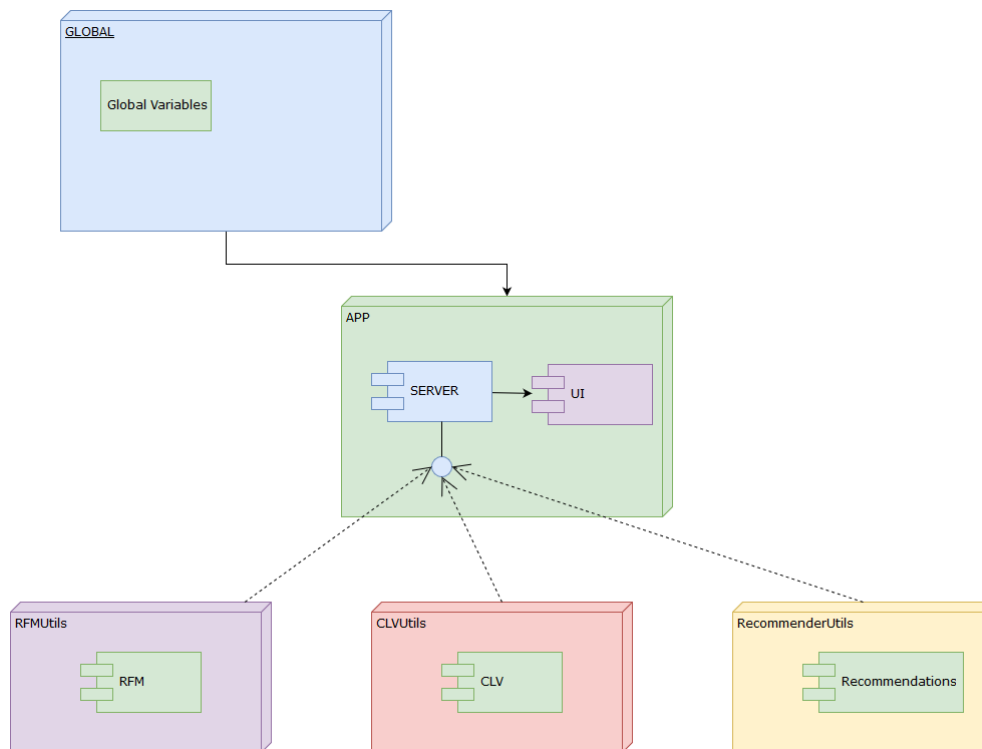 GLOBAL
Global Variables
APP
SERVER
UI
RFMUtils
CLVUtils
RecommenderUtils
RFM
CLV
Recommendations